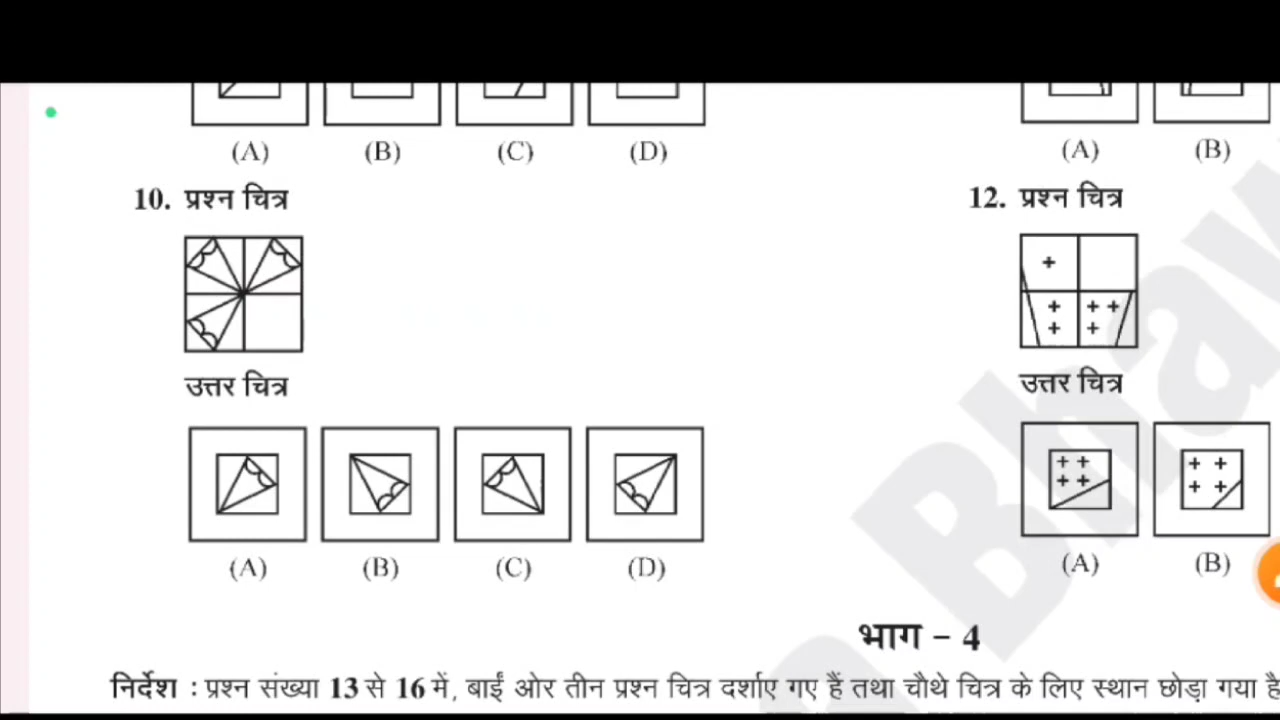 (A) (B) (C) (D)
10. प्रश्न चित्र
उत्तर चित्र
(A) (B) (C) (D)
(A) (B)
12. प्रश्न चित्र
+
+ + +
+ +
उत्तर चित्र
+ + + +
+ + + +
(A) (B)
भाग – 4
निर्देश : प्रश्न संख्या 13 से 16 में, बाईं ओर तीन प्रश्न चित्र दर्शाए गए हैं तथा चौथे चित्र के लिए स्थान छोड़ा गया है